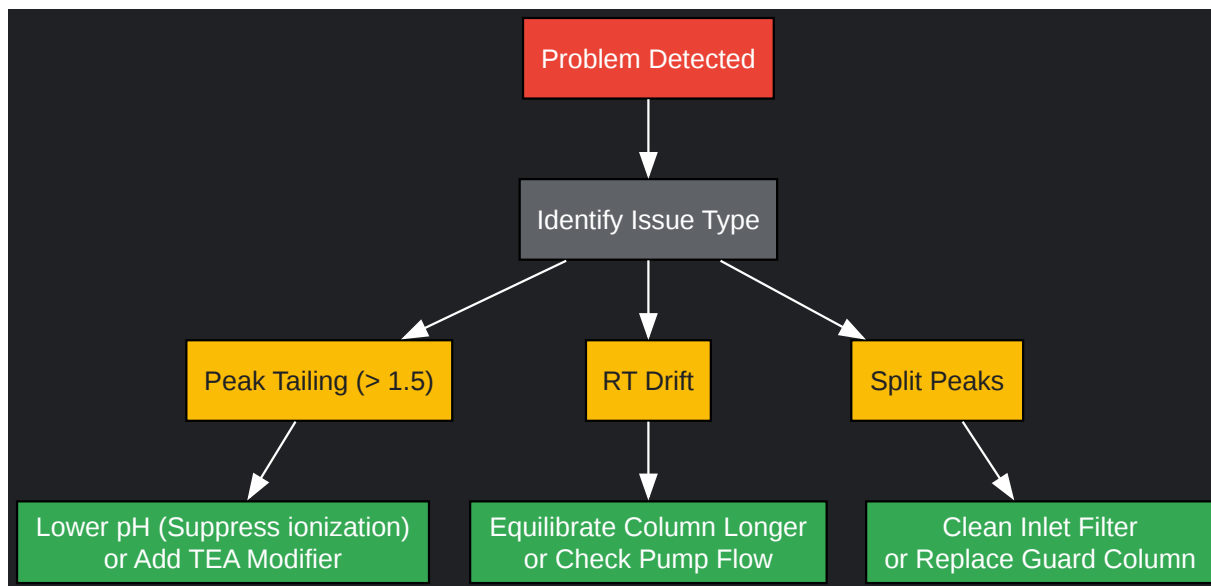 Problem Detected
Identify Issue Type
Peak Tailing (> 1.5)
RT Drift
Split Peaks
Lower pH (Suppress ionization)
or Add TEA Modifier
Equilibrate Column Longer
or Check Pump Flow
Clean Inlet Filter
or Replace Guard Column